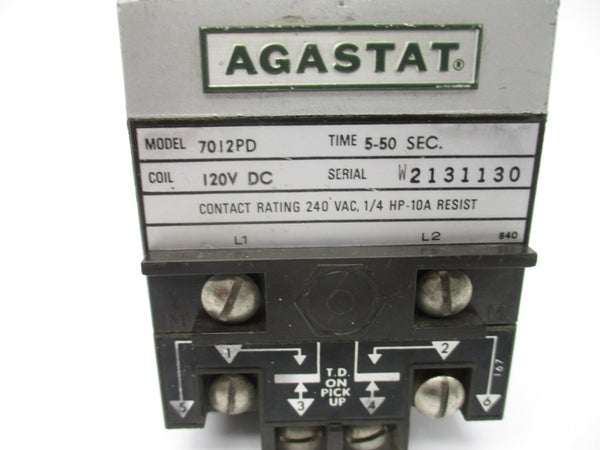 AGASTAT®
MODEL 7012PD TIME 5-50 SEC.
COIL 120V DC SERIAL W2131130
CONTACT RATING 240 VAC, 1/4 HP-10A RESIST
L1 L2 840
M M
1 2
T.D.
ON
PICK
UP
5 3 4 6
167